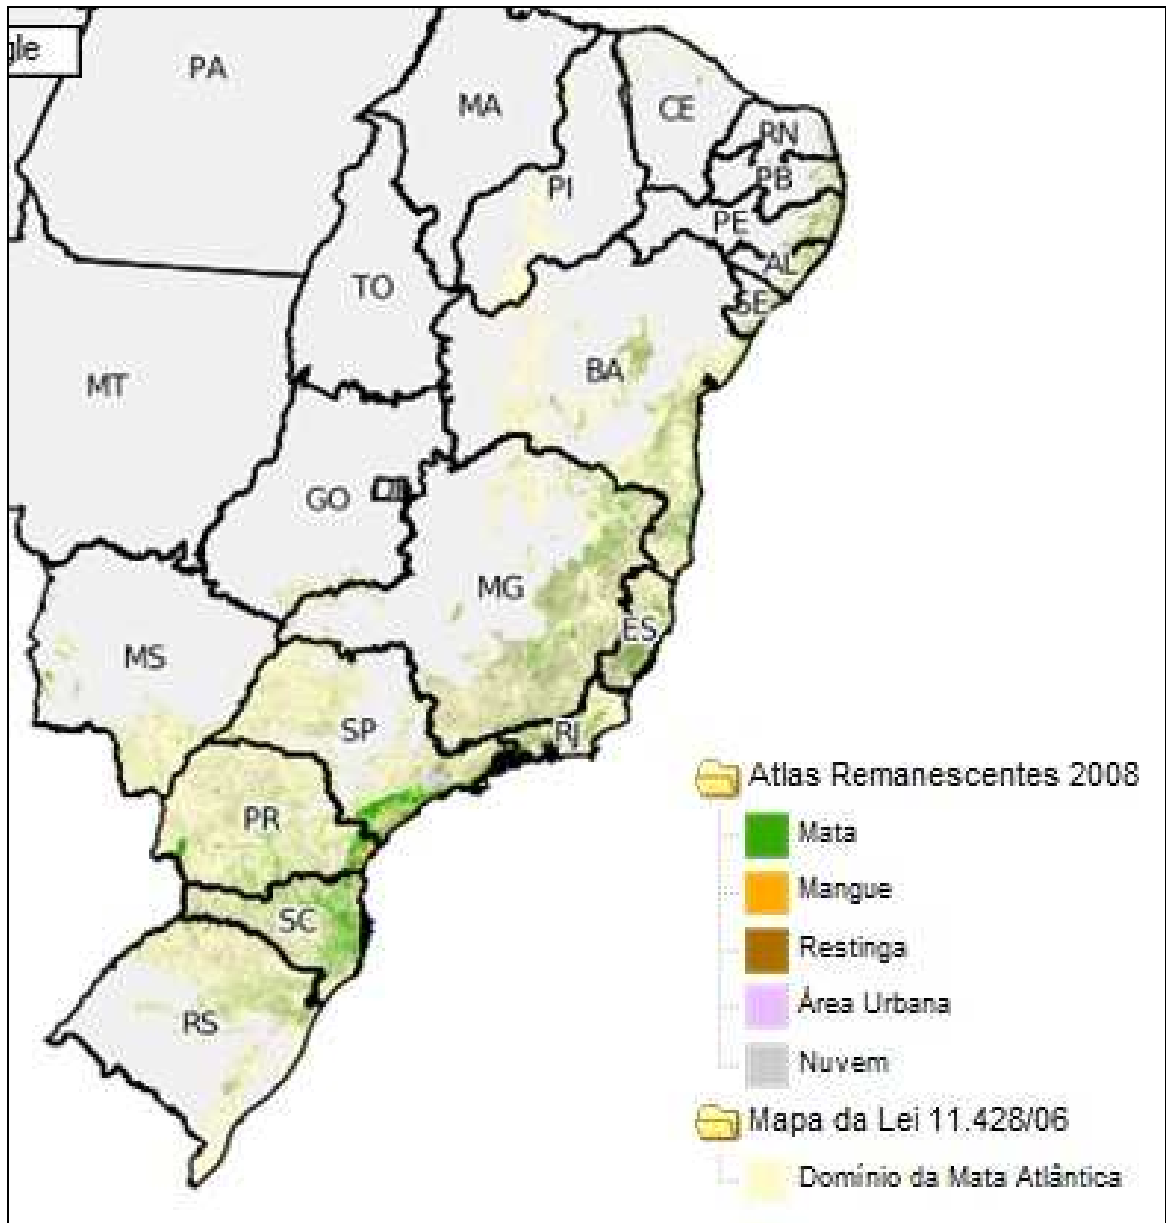 gle
PA
MA
CE
RN
PB
PI
PE
AL
SE
TO
BA
MT
GO
MG
ES
MS
SP
RJ
PR
SC
RS
Atlas Remanescentes 2008
Mata
Mangue
Restinga
Área Urbana
Nuvem
Mapa da Lei 11.428/06
Domínio da Mata Atlântica